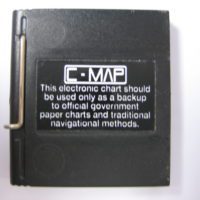 C-MAP
This electronic chart should
be used only as a backup
to official government
paper charts and traditional
navigational methods.